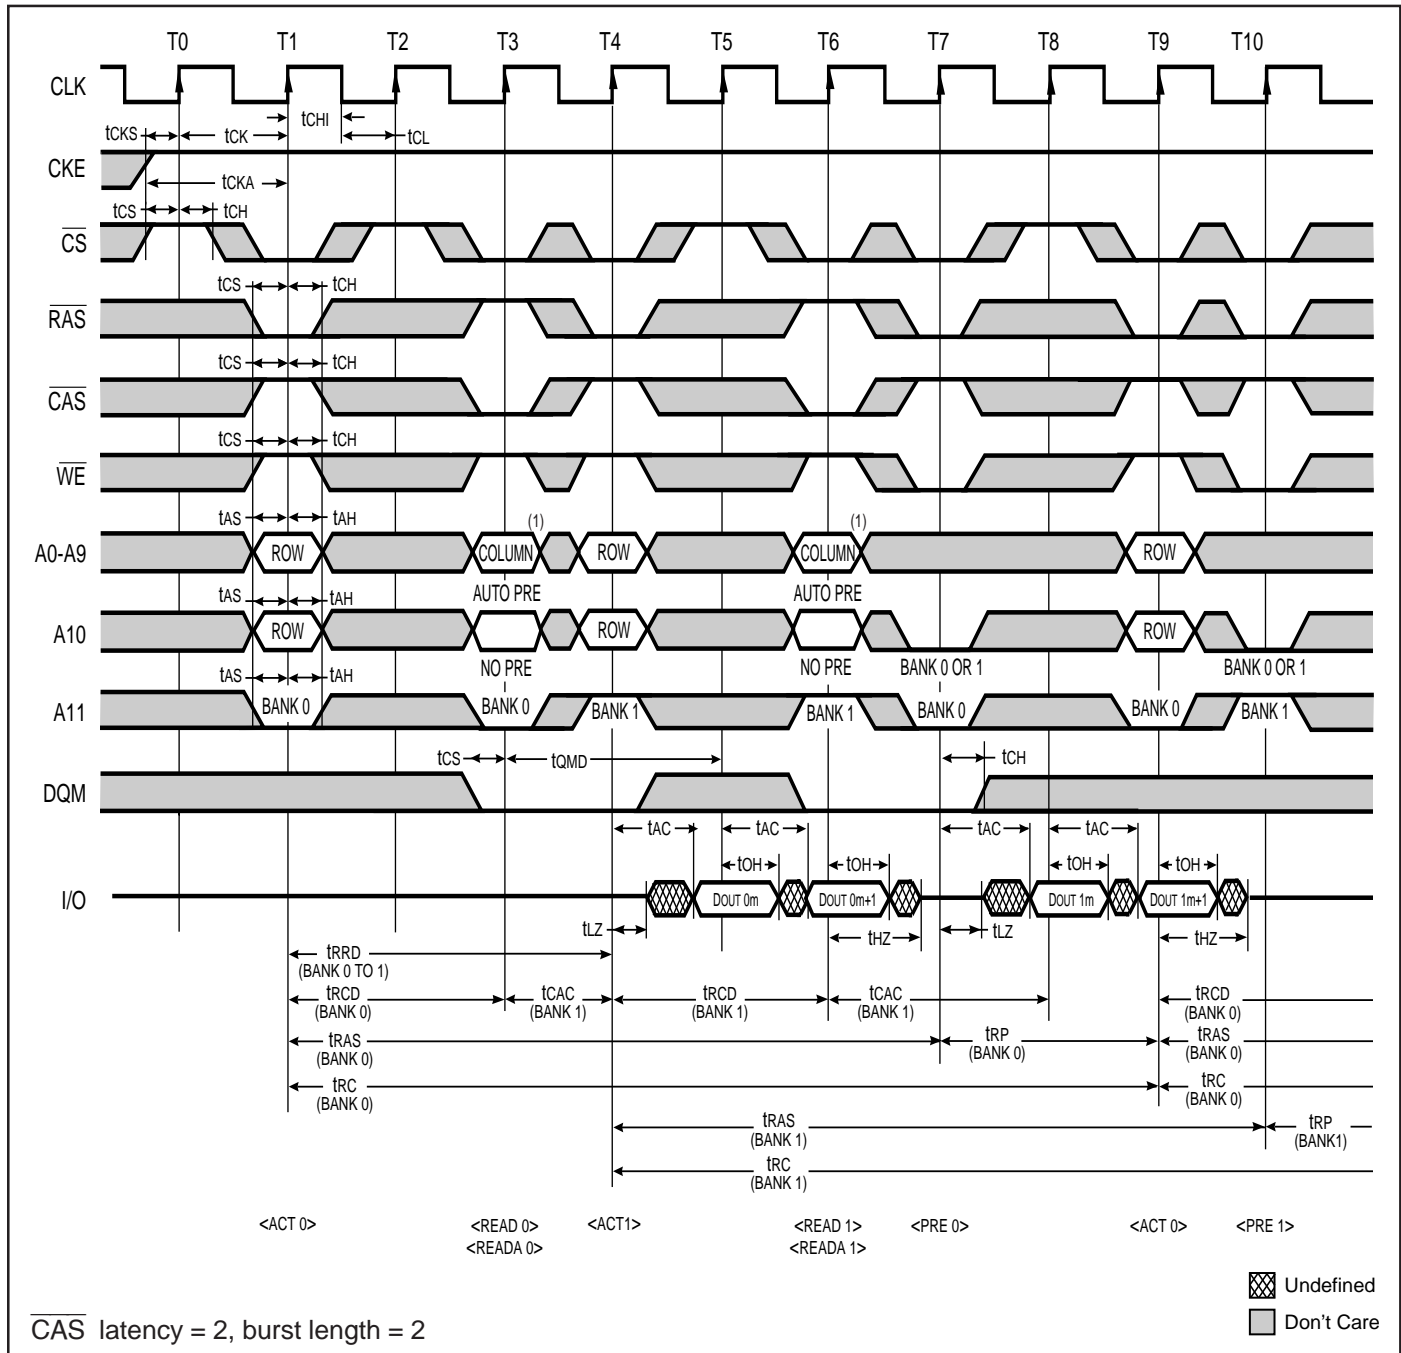 T0 T1 T2 T3 T4 T5 T6 T7 T8 T9 T10
CLK
tCHI
tCKS tCK tCL
CKE
tCKA
tCS tCH
CS
tCS tCH
RAS
tCS tCH
CAS
tCS tCH
WE
tAS tAH (1) (1)
A0-A9 ROW COLUMN ROW COLUMN ROW
AUTO PRE AUTO PRE
tAS tAH
A10 ROW ROW ROW
NO PRE NO PRE BANK 0 OR 1 BANK 0 OR 1
tAS tAH
A11 BANK 0 BANK 0 BANK 1 BANK 1 BANK 0 BANK 0 BANK 1
tCS tQMD tCH
DQM
tAC tAC tAC tAC
tOH tOH tOH tOH
I/O DOUT 0m DOUT 0m+1 DOUT 1m DOUT 1m+1
tLZ tHZ tLZ tHZ
tRRD
(BANK 0 TO 1)
tRCD tCAC tRCD tCAC tRCD
(BANK 0) (BANK 1) (BANK 1) (BANK 1) (BANK 0)
tRAS tRP tRAS
(BANK 0) (BANK 0) (BANK 0)
tRC tRC
(BANK 0) (BANK 0)
tRAS tRP
(BANK 1) (BANK1)
tRC
(BANK 1)
<ACT 0> <READ 0> <ACT1> <READ 1> <PRE 0> <ACT 0> <PRE 1>
<READA 0> <READA 1>
Undefined
Don't Care
CAS latency = 2, burst length = 2